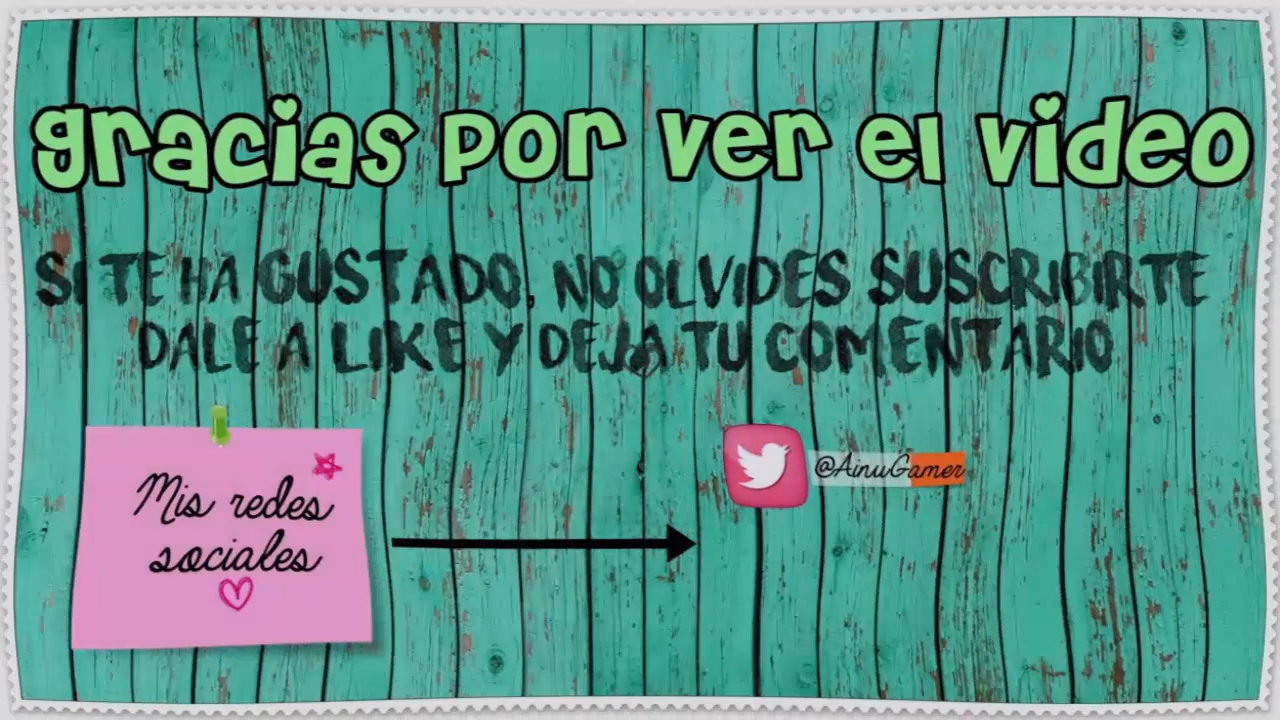 gracias por ver el video
SI TE HA GUSTADO, NO OLVIDES SUSCRIBIRTE
DALE A LIKE Y DEJA TU COMENTARIO
Mis redes
sociales
@AinuGamer